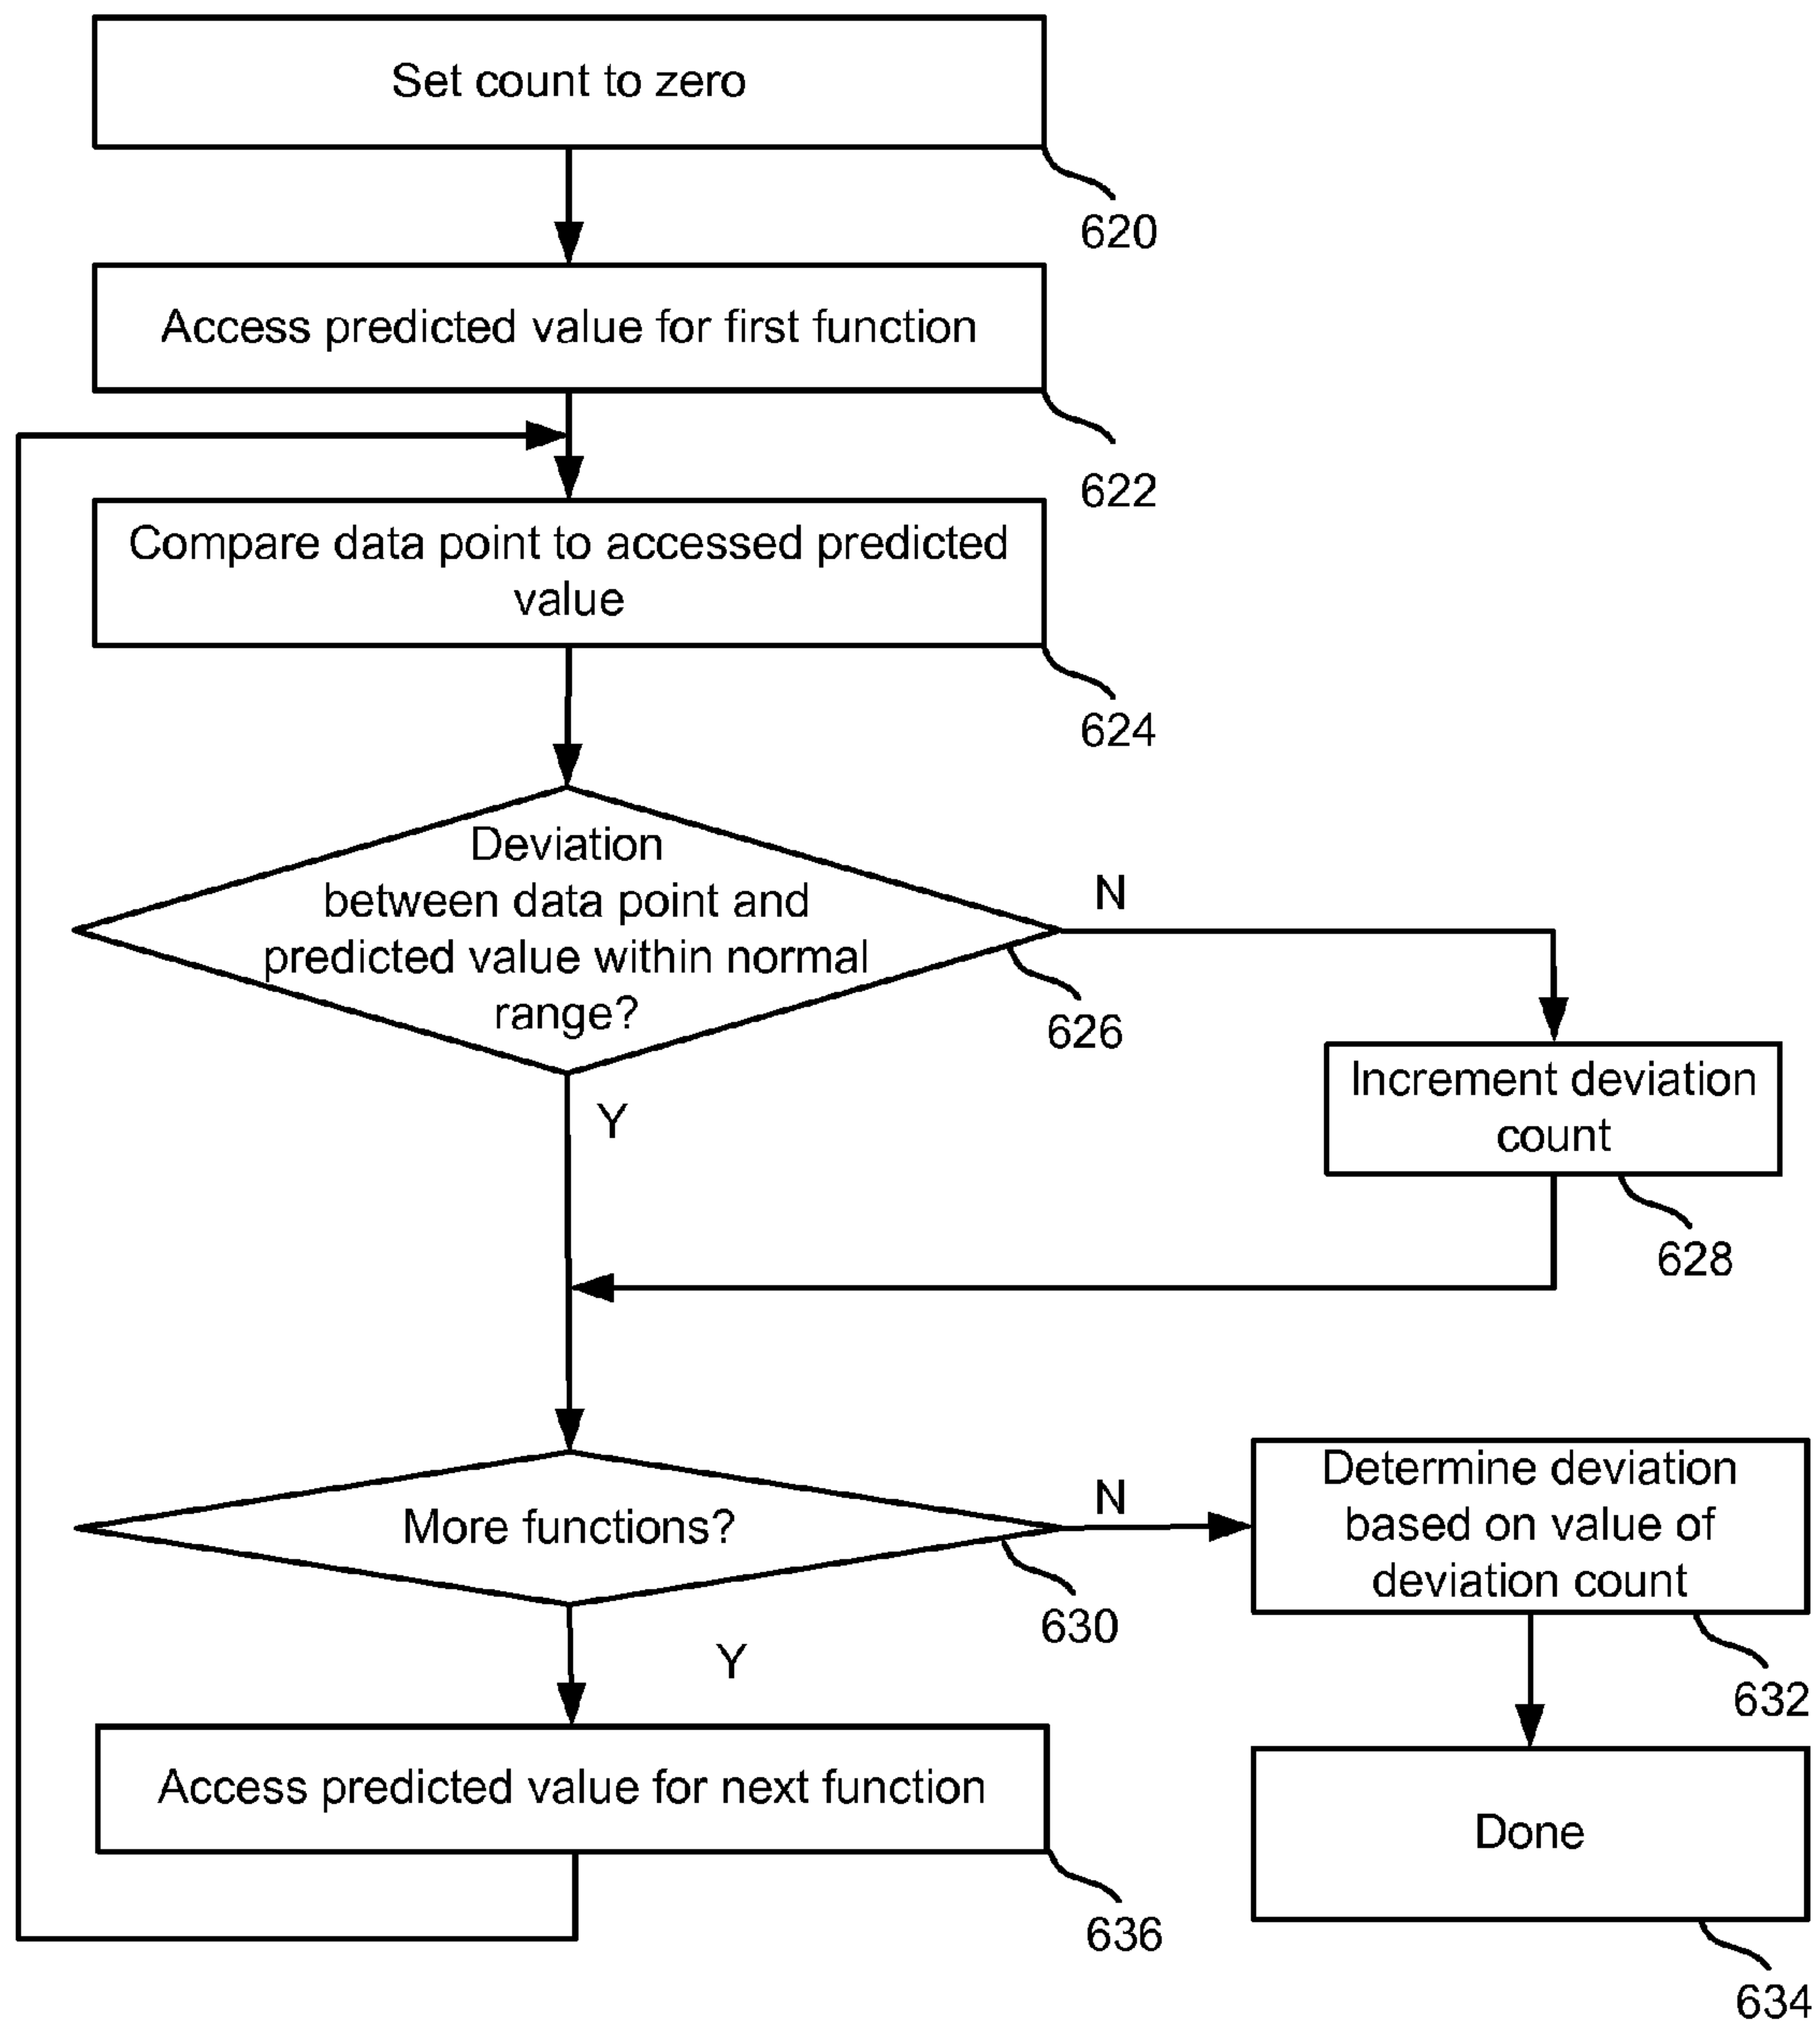 Set count to zero
620
Access predicted value for first function
622
Compare data point to accessed predicted
value
624
Deviation
between data point and
predicted value within normal
range?
626
N
Y
Increment deviation
count
628
More functions?
630
N
Y
Determine deviation
based on value of
deviation count
632
Access predicted value for next function
636
Done
634